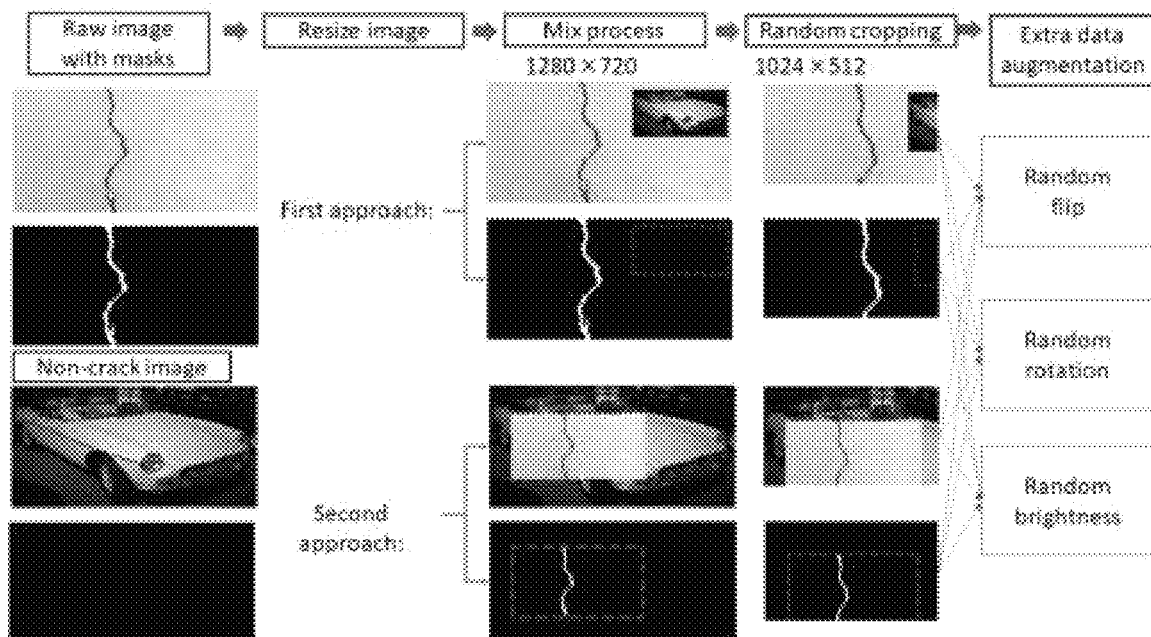 Raw image
with masks
Resize image
Mix process
Random cropping
Extra data
augmentation
1280 × 720
1024 × 512
First approach:
Non-crack image
Second
approach:
Random
flip
Random
rotation
Random
brightness